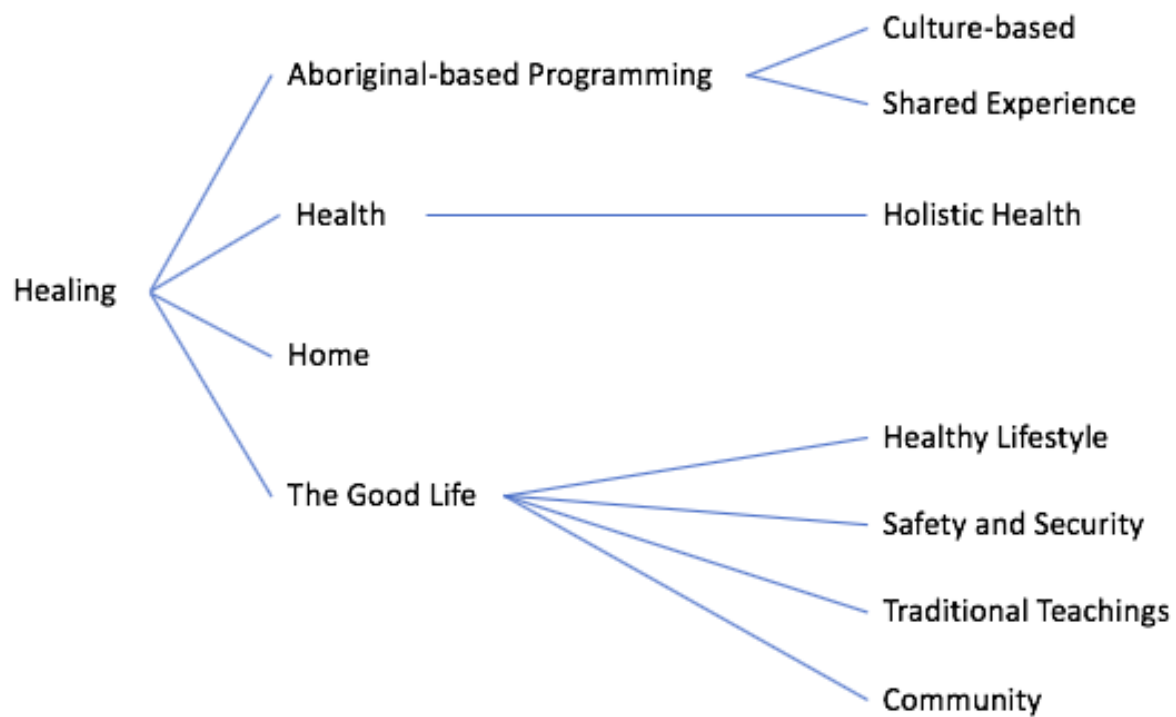 Culture-based
Aboriginal-based Programming
Shared Experience
Health
Holistic Health
Healing
Home
Healthy Lifestyle
The Good Life
Safety and Security
Traditional Teachings
Community